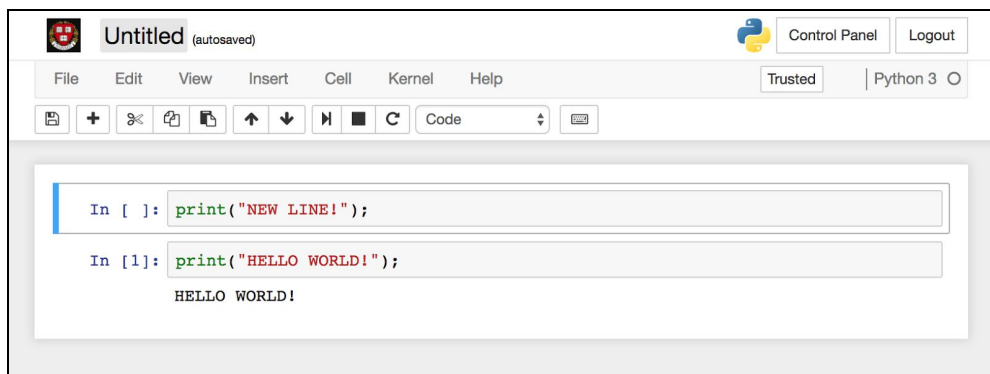 Untitled (autosaved)
Control Panel
Logout
File Edit View Insert Cell Kernel Help
Trusted
Python 3
Code
In [ ]: print("NEW LINE!");
In [1]: print("HELLO WORLD!");
HELLO WORLD!